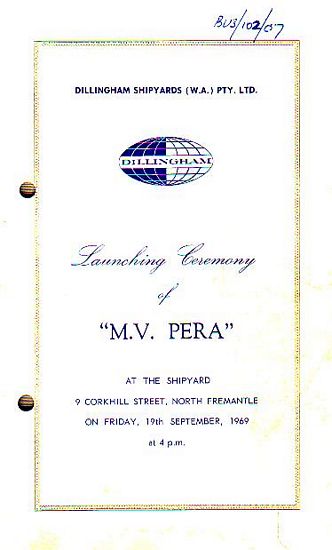 BUS/102/57
DILLINGHAM SHIPYARDS (W.A.) PTY. LTD.
DILLINGHAM
Launching Ceremony
of
"M.V. PERA"
AT THE SHIPYARD
9 CORKHILL STREET, NORTH FREMANTLE
ON FRIDAY, 19th SEPTEMBER, 1969
at 4 p.m.